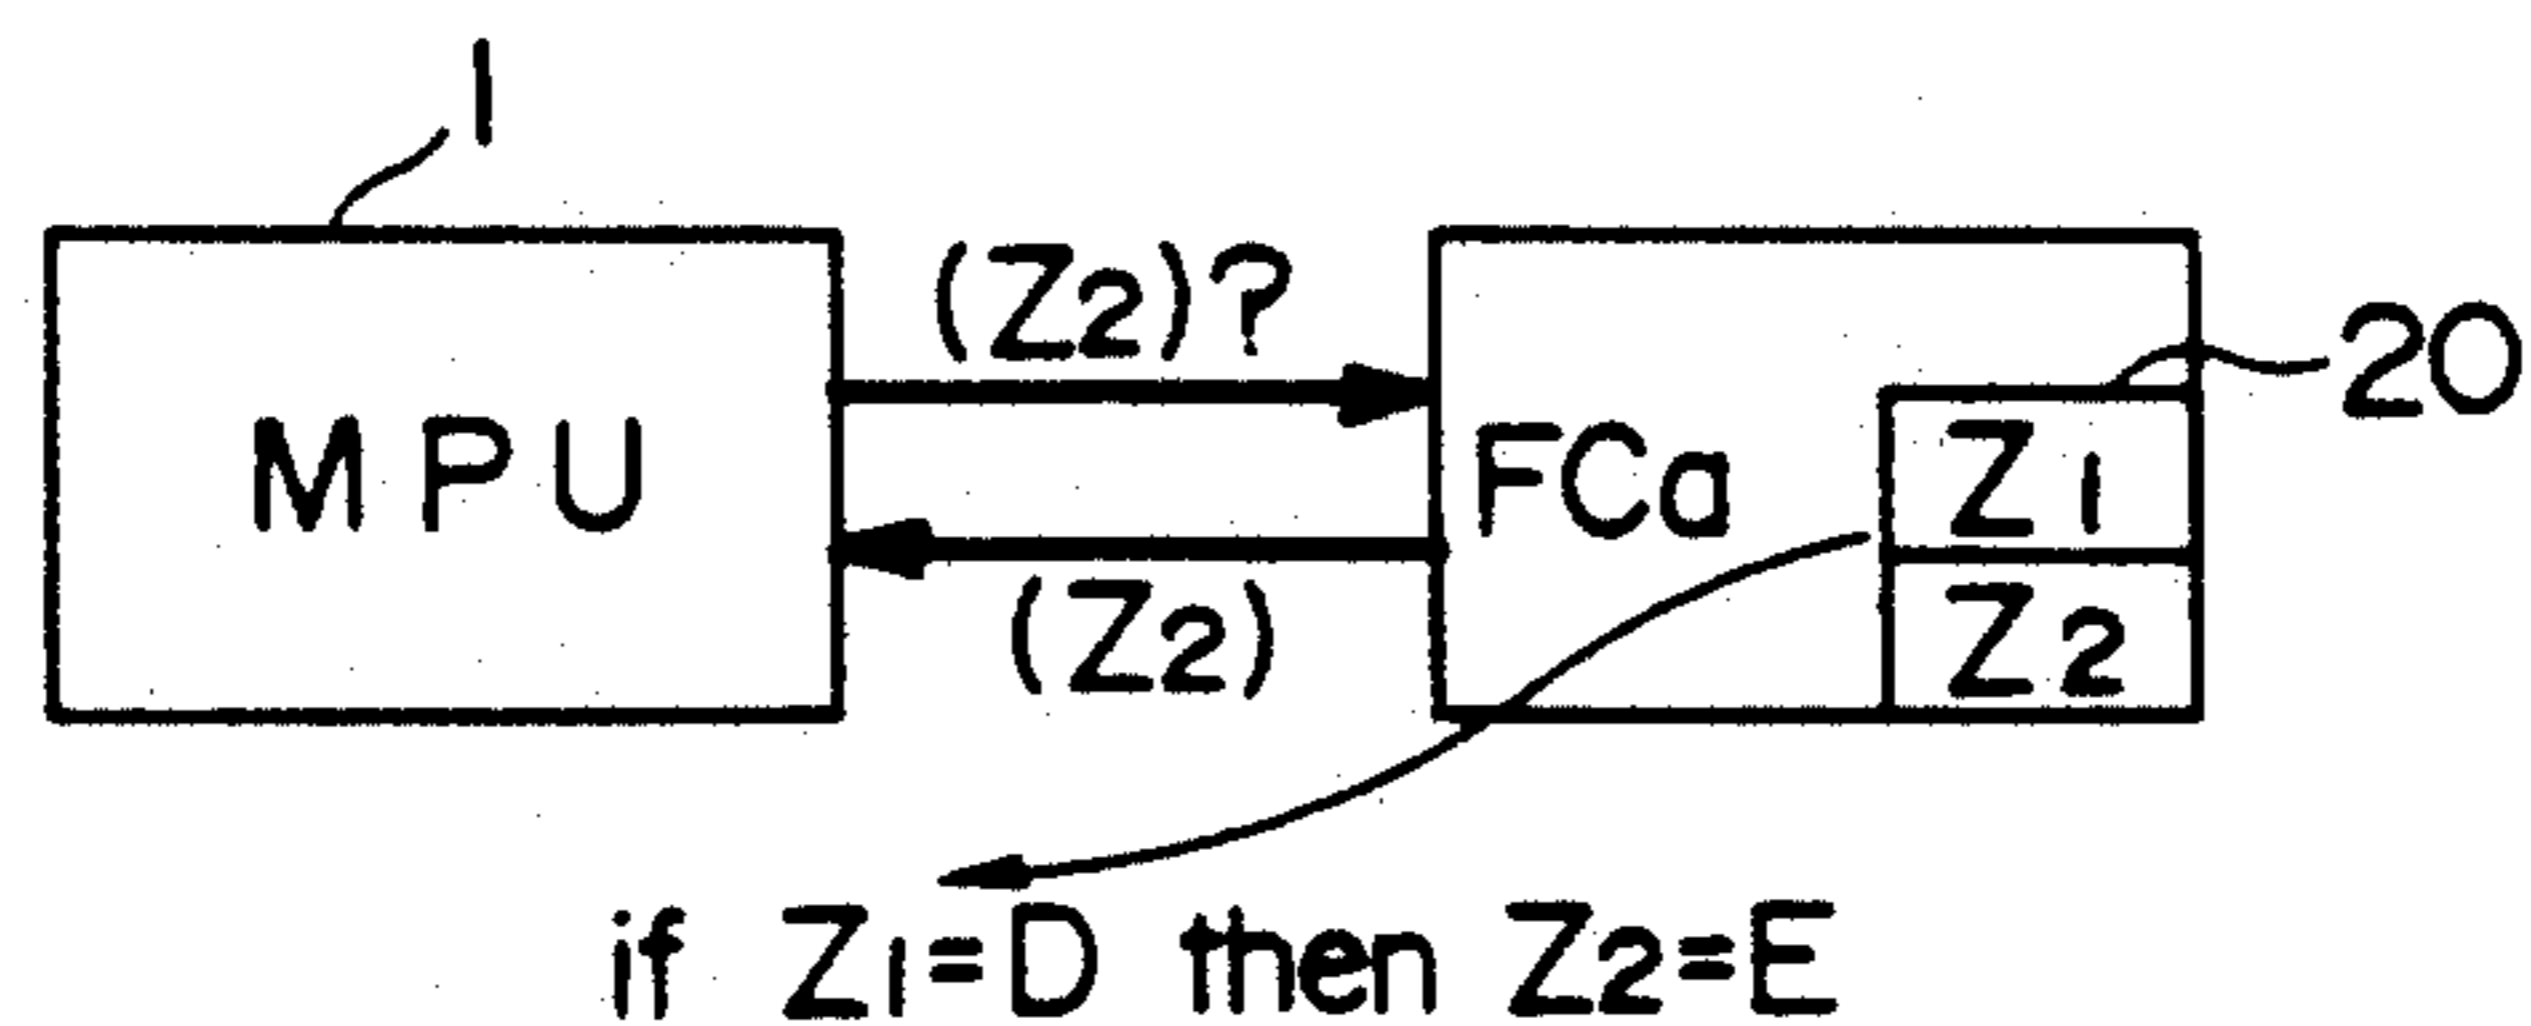 1
(Z2)?
20
MPU
FCa
Z1
(Z2)
Z2
if Z1=D then Z2=E